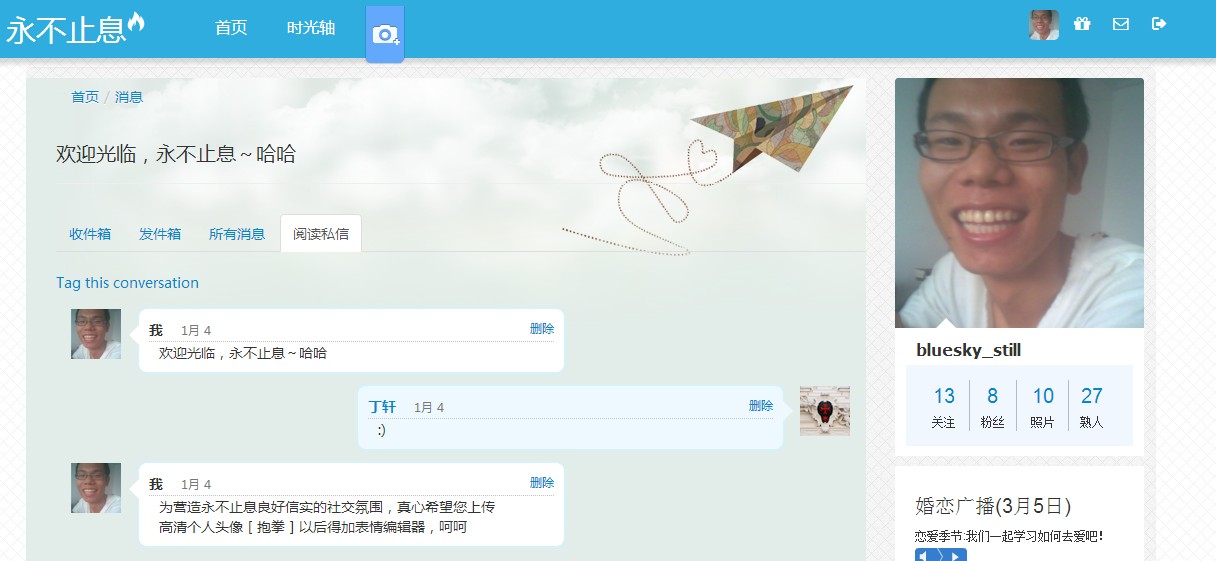 永不止息
首页
时光轴
首页 / 消息
欢迎光临，永不止息～哈哈
收件箱
发件箱
所有消息
阅读私信
Tag this conversation
我 1月 4 删除
欢迎光临，永不止息～哈哈
丁轩 1月 4 删除
:)
我 1月 4 删除
为营造永不止息良好信实的社交氛围，真心希望您上传
高清个人头像 [ 抱拳 ] 以后得加表情编辑器，呵呵
bluesky_still
13 8 10 27
关注 粉丝 照片 熟人
婚恋广播(3月5日)
恋爱季节:我们一起学习如何去爱吧!